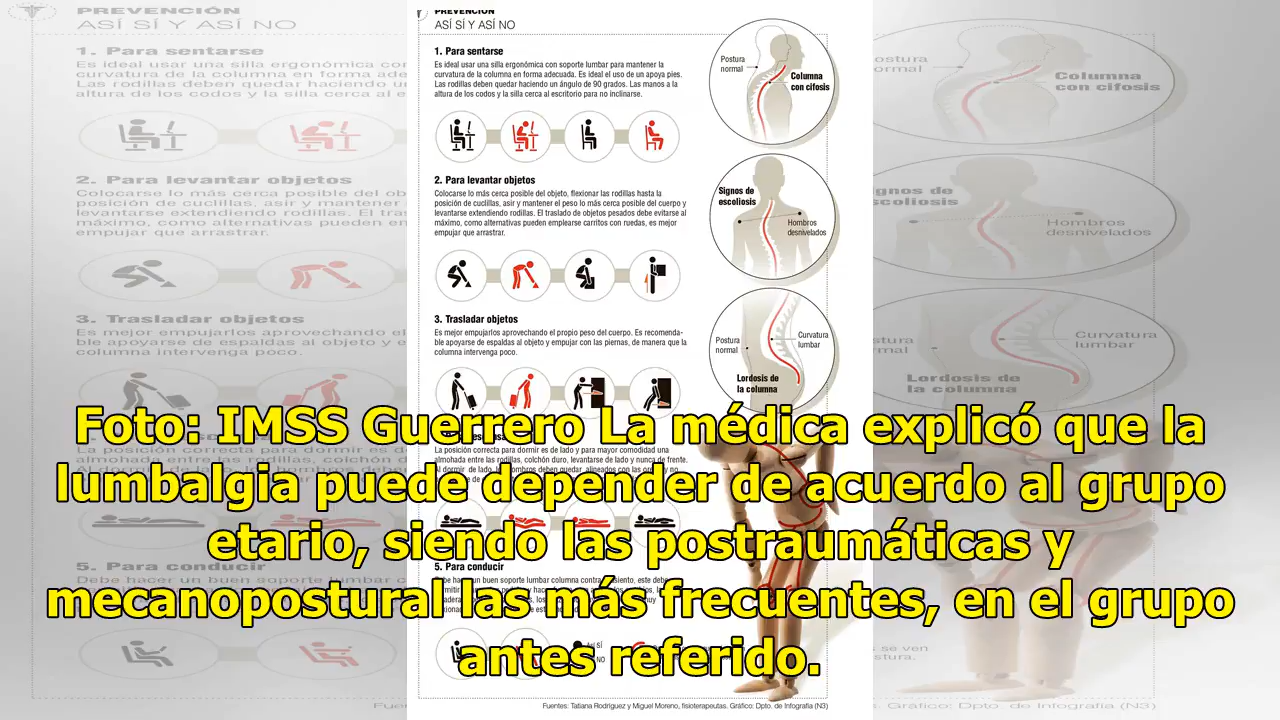 PREVENCIÓN
ASÍ SÍ Y ASÍ NO
1. Para sentarse
Es ideal usar una silla ergonómica con soporte lumbar para mantener la
curvatura de la columna en forma adecuada. Es ideal el uso de un apoya pies.
Las rodillas deben quedar haciendo un ángulo de 90 grados. Las manos a la
altura de los codos y la silla cerca al escritorio para no inclinarse.
2. Para levantar objetos
Colocarse lo más cerca posible del objeto, flexionar las rodillas hasta la
posición de cuclillas, asir y mantener el peso lo más cerca posible del cuerpo y
levantarse extendiendo rodillas. El traslado de objetos pesados debe evitarse al
máximo, como alternativas pueden emplearse carritos con ruedas, es mejor
empujar que arrastrar.
3. Trasladar objetos
Es mejor empujarlos aprovechando el propio peso del cuerpo. Es recomenda-
ble apoyarse de espaldas al objeto y empujar con las piernas, de manera que la
columna intervenga poco.
La posición correcta para dormir es de lado y para mayor comodidad una
almohada entre las rodillas, colchón duro, levantarse de lado y nunca de frente.
5. Para conducir
Postura
normal
Columna
con cifosis
Signos de
escoliosis
Hombros
desnivelados
Postura
normal
Curvatura
lumbar
Lordosis de
la columna
Foto: IMSS Guerrero La médica explicó que la
lumbalgia puede depender de acuerdo al grupo
etario, siendo las postraumáticas y
mecanopostural las más frecuentes, en el grupo
antes referido.
Fuentes: Tatiana Rodríguez y Miguel Moreno, fisioterapeutas. Gráfico: Dpto. de Infografía (N3)